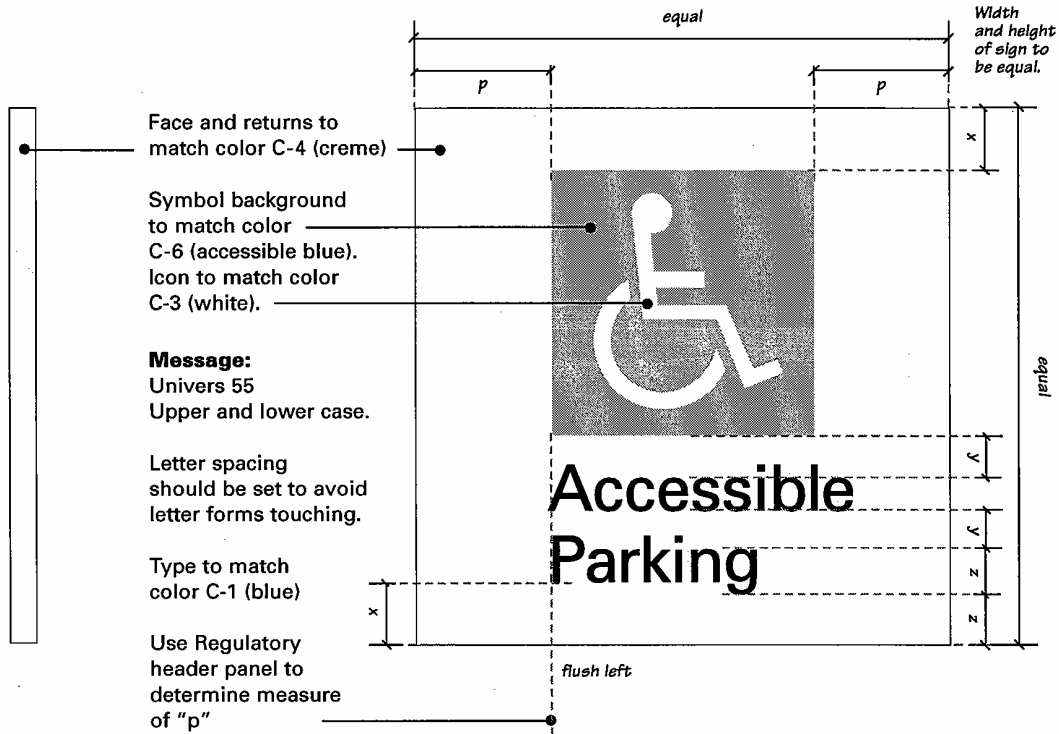 equal
Width
and height
of sign to
be equal.
p
p
Face and returns to
match color C-4 (creme)
x
Symbol background
to match color
C-6 (accessible blue).
Icon to match color
C-3 (white).
Message:
Univers 55
Upper and lower case.
equal
Letter spacing
should be set to avoid
letter forms touching.
y
Accessible
y
Parking
z
Type to match
color C-1 (blue)
x
z
Use Regulatory
header panel to
determine measure
of "p"
flush left